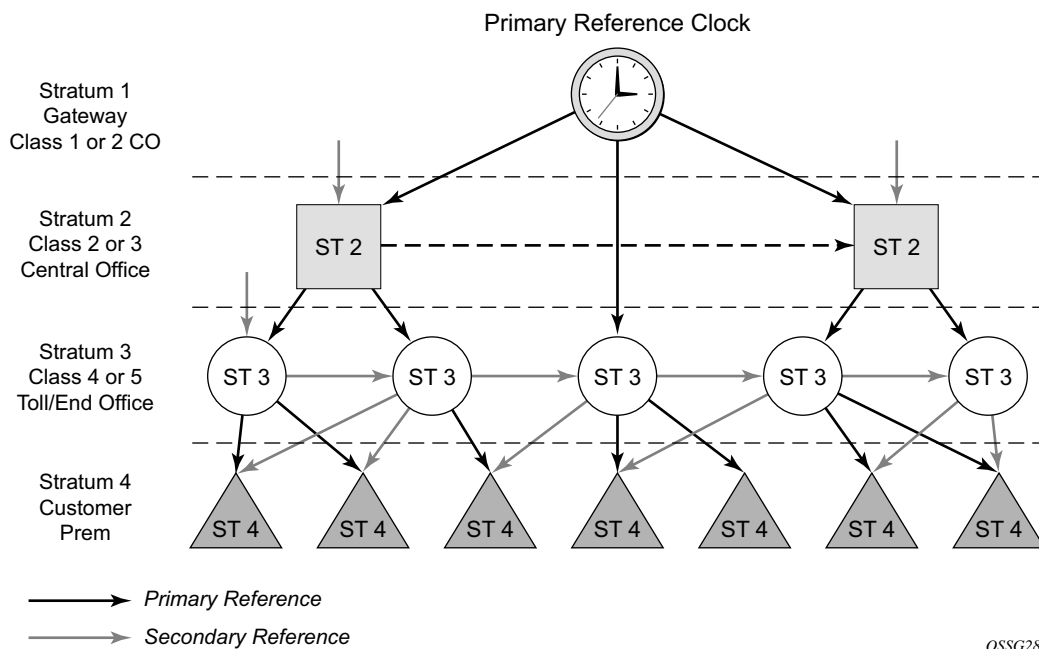 Primary Reference Clock
Stratum 1
Gateway
Class 1 or 2 CO
Stratum 2
Class 2 or 3
Central Office
ST 2
ST 2
Stratum 3
Class 4 or 5
Toll/End Office
ST 3
ST 3
ST 3
ST 3
ST 3
Stratum 4
Customer
Prem
ST 4
ST 4
ST 4
ST 4
ST 4
ST 4
ST 4
Primary Reference
Secondary Reference
OSSG28